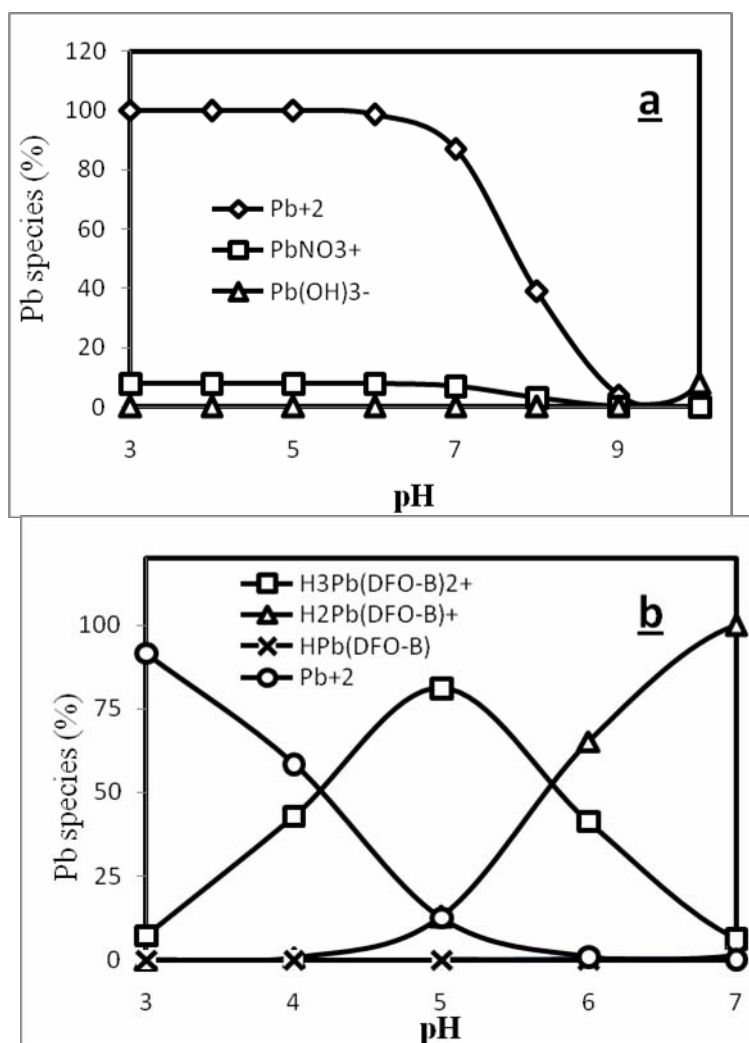 120
100
80
60
40
20
0
3
5
7
9
Pb species (%)
pH
a
Pb+2
PbNO3+
Pb(OH)3-
100
75
50
25
0
3
4
5
6
7
Pb species (%)
pH
b
H3Pb(DFO-B)2+
H2Pb(DFO-B)+
HPb(DFO-B)
Pb+2